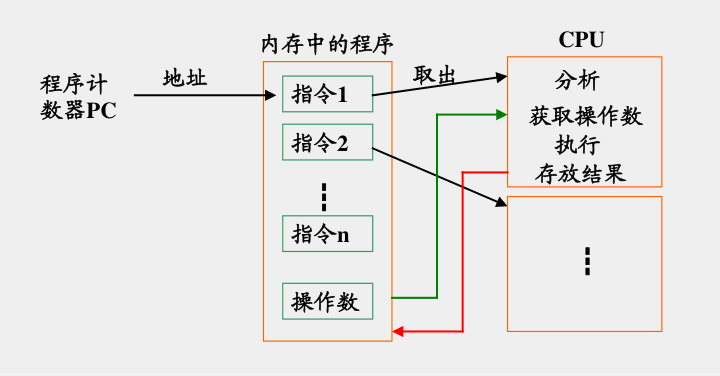 内存中的程序
CPU
程序计
数器PC
地址
指令1
取出
分析
获取操作数
执行
存放结果
指令2
指令n
操作数